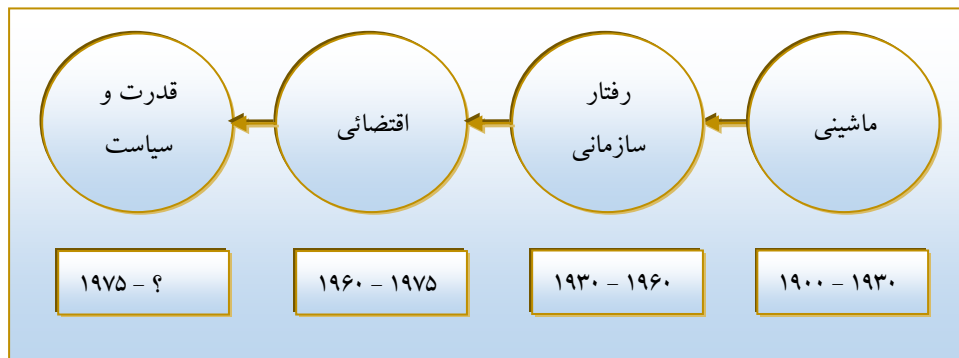 ماشینی
رفتار
سازمانی
اقتضائی
قدرت و
سیاست
۱۹۰۰ – ۱۹۳۰
۱۹۳۰ – ۱۹۶۰
۱۹۶۰ – ۱۹۷۵
۱۹۷۵ – ؟